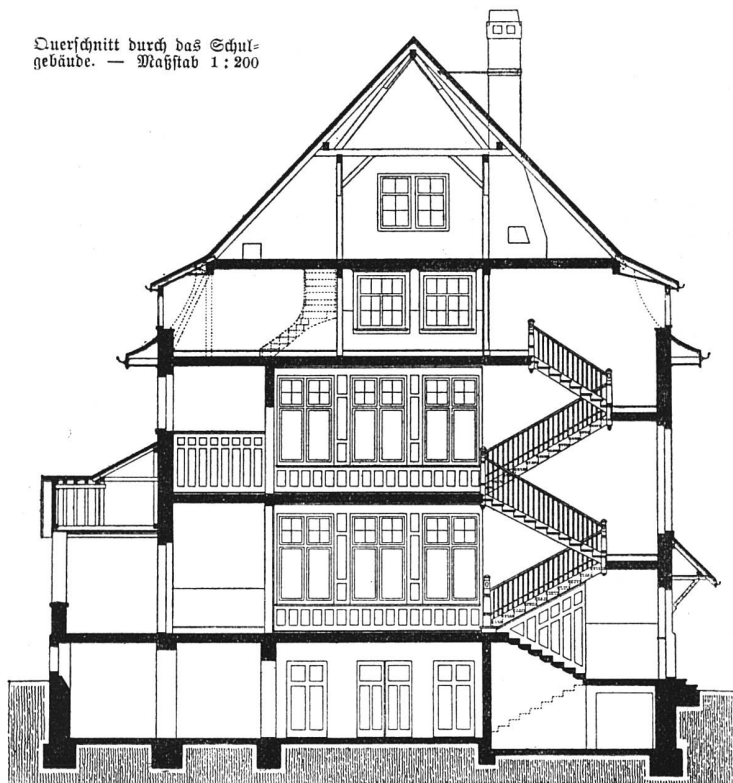 Querschnitt durch das Schul=
gebäude. — Maßstab 1 : 200